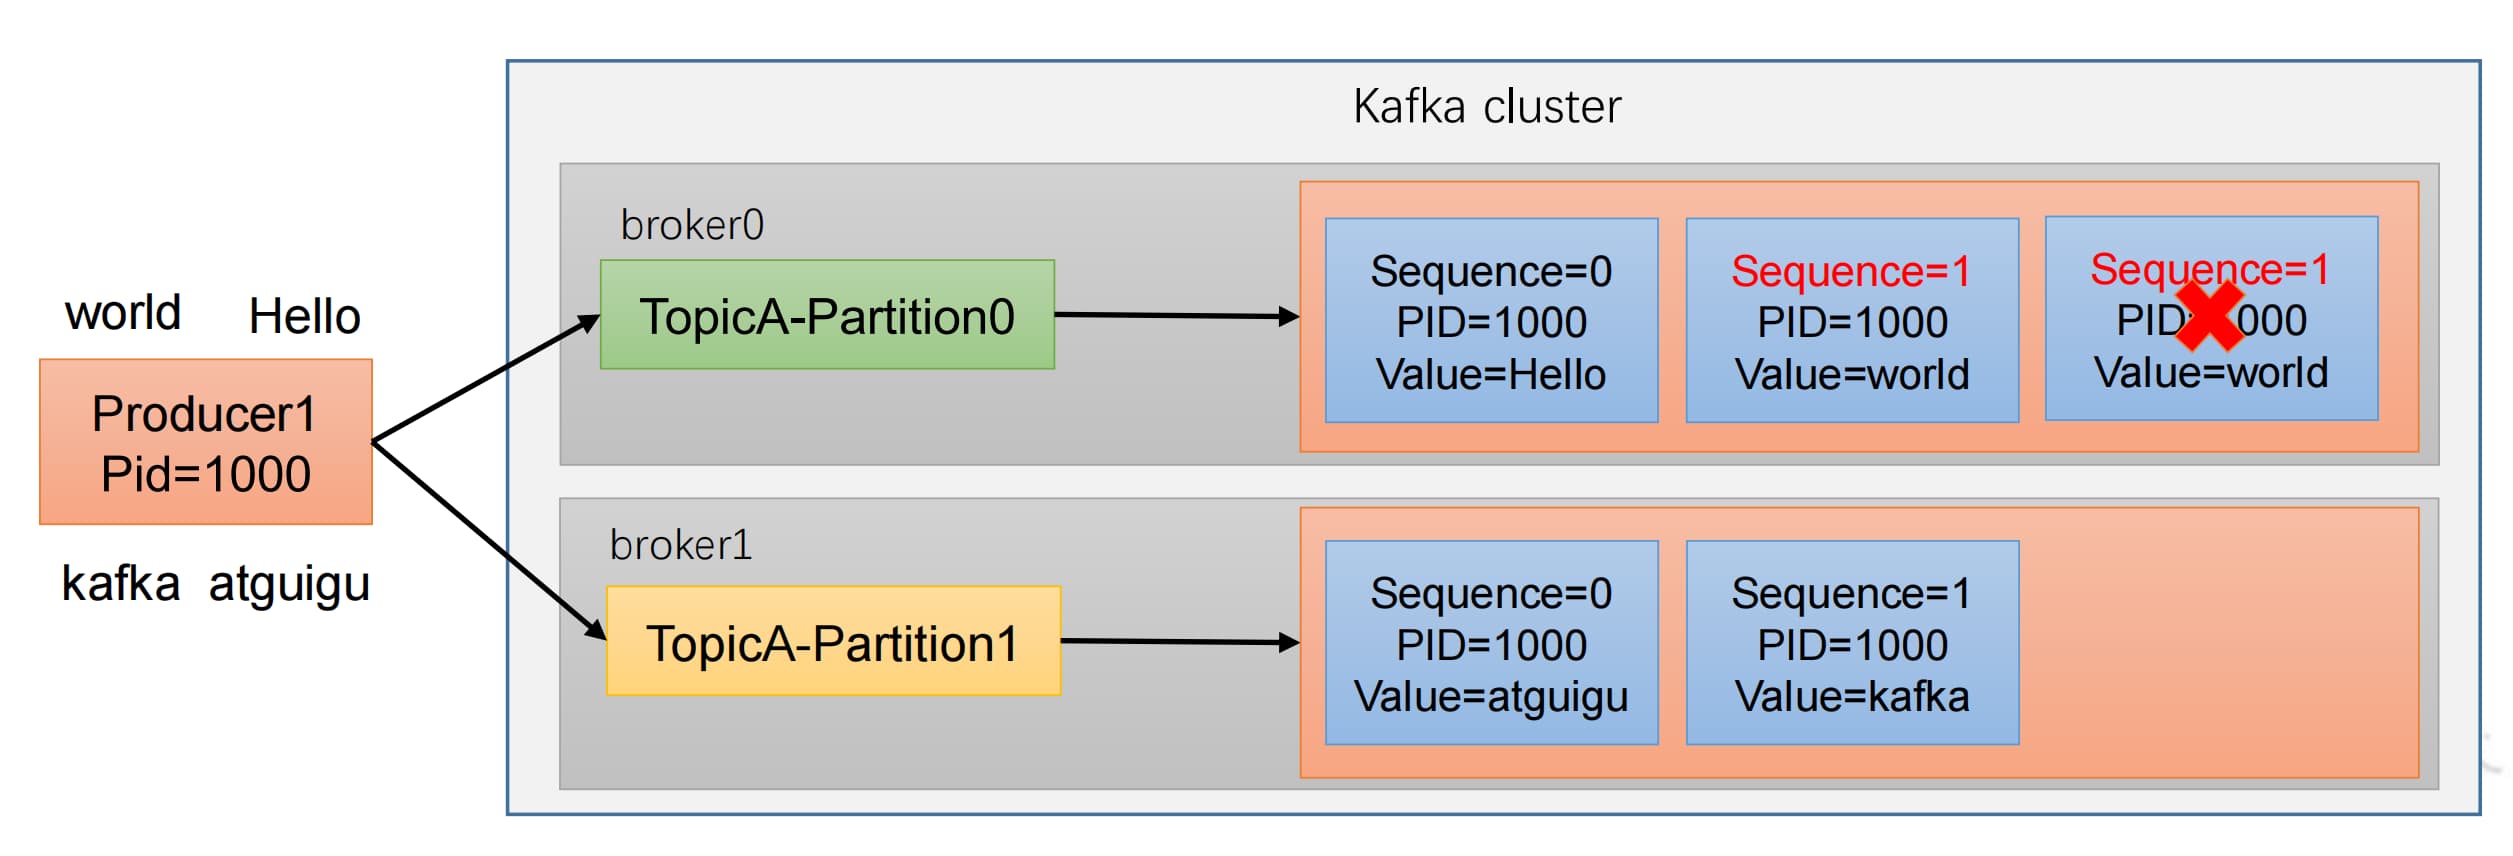 Kafka cluster
broker0
TopicA-Partition0
Sequence=0
PID=1000
Value=Hello
Sequence=1
PID=1000
Value=world
Sequence=1
PID 000
Value=world
world Hello
Producer1
Pid=1000
kafka atguigu
broker1
TopicA-Partition1
Sequence=0
PID=1000
Value=atguigu
Sequence=1
PID=1000
Value=kafka